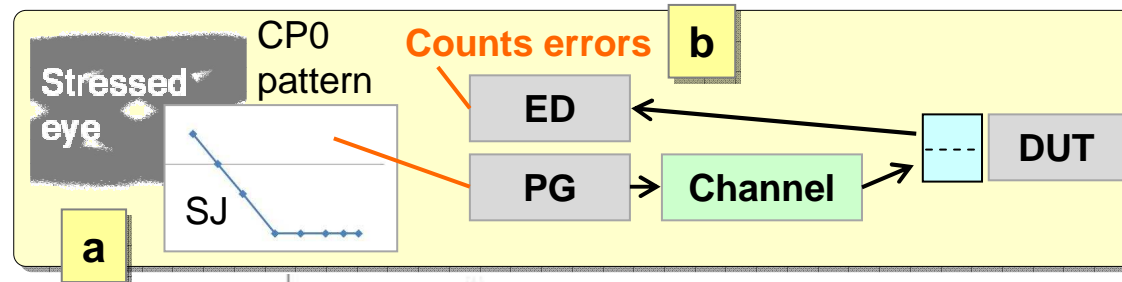 CP0
pattern
Stressed
eye
SJ
a
Counts errors
b
ED
PG
Channel
DUT